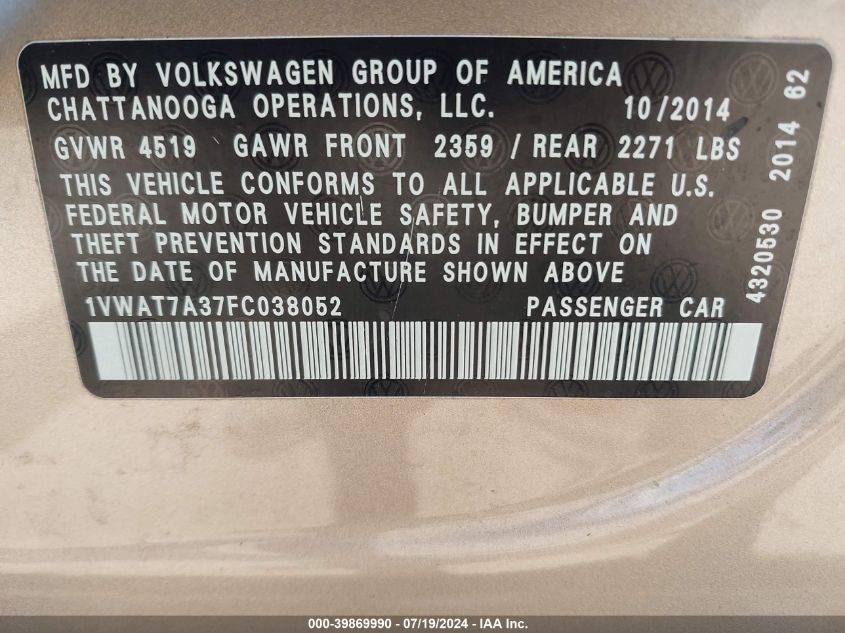 MFD BY VOLKSWAGEN GROUP OF AMERICA
CHATTANOOGA OPERATIONS, LLC. 10/2014
GVWR 4519 GAWR FRONT 2359 / REAR 2271 LBS
THIS VEHICLE CONFORMS TO ALL APPLICABLE U.S.
FEDERAL MOTOR VEHICLE SAFETY, BUMPER AND
THEFT PREVENTION STANDARDS IN EFFECT ON
THE DATE OF MANUFACTURE SHOWN ABOVE
1VWAT7A37FC038052 PASSENGER CAR
4320530 2014 62
000-39869990 - 07/19/2024 - IAA Inc.